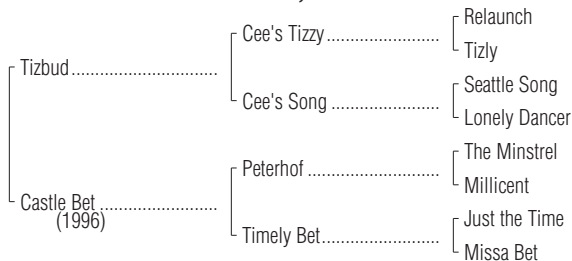 Relaunch
Cee's Tizzy
Tizly
Tizbud
Seattle Song
Cee's Song
Lonely Dancer
The Minstrel
Peterhof
Millicent
Castle Bet
(1996)
Just the Time
Timely Bet
Missa Bet